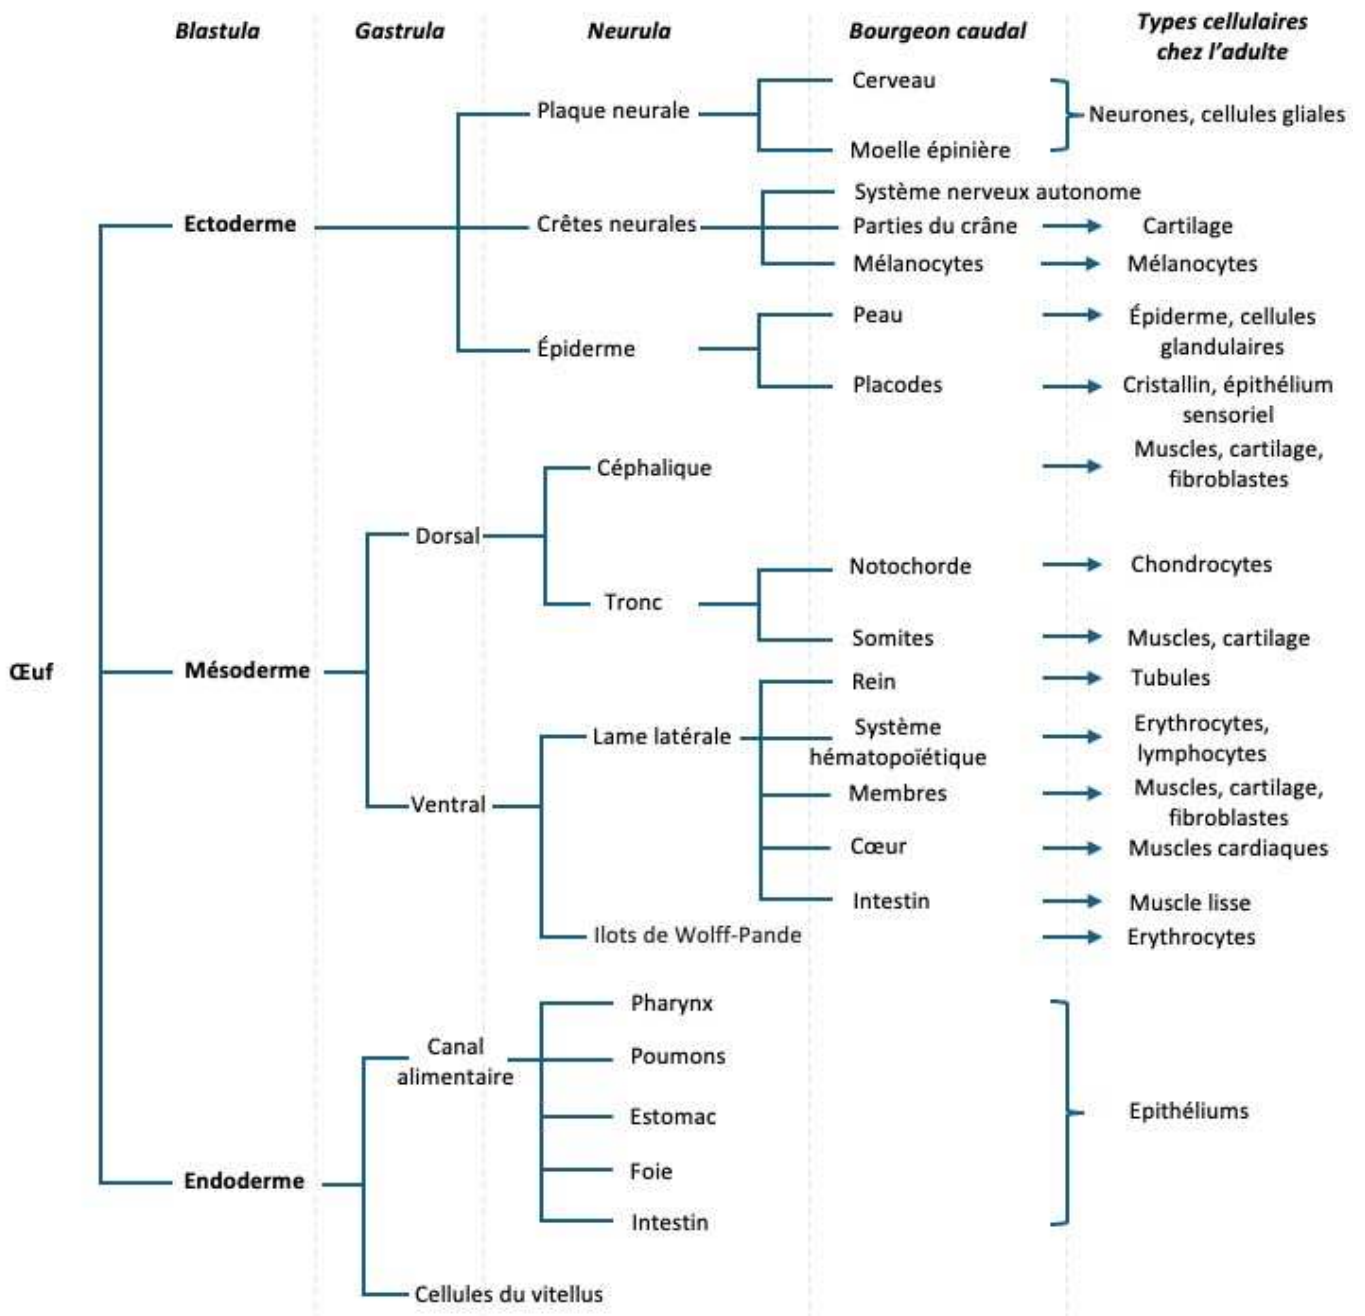 Blastula
Gastrula
Neurula
Bourgeon caudal
Types cellulaires
chez l'adulte
Œuf
Ectoderme
Plaque neurale
Cerveau
Moelle épinière
Neurones, cellules gliales
Crêtes neurales
Système nerveux autonome
Parties du crâne
Cartilage
Mélanocytes
Mélanocytes
Épiderme
Peau
Épiderme, cellules
glandulaires
Placodes
Cristallin, épithélium
sensoriel
Mésoderme
Dorsal
Céphalique
Muscles, cartilage,
fibroblastes
Tronc
Notochorde
Chondrocytes
Somites
Muscles, cartilage
Ventral
Lame latérale
Rein
Tubules
Système
hématopoïétique
Erythrocytes,
lymphocytes
Membres
Muscles, cartilage,
fibroblastes
Cœur
Muscles cardiaques
Intestin
Muscle lisse
Ilots de Wolff-Pande
Erythrocytes
Endoderme
Canal
alimentaire
Pharynx
Poumons
Estomac
Foie
Intestin
Epithéliums
Cellules du vitellus